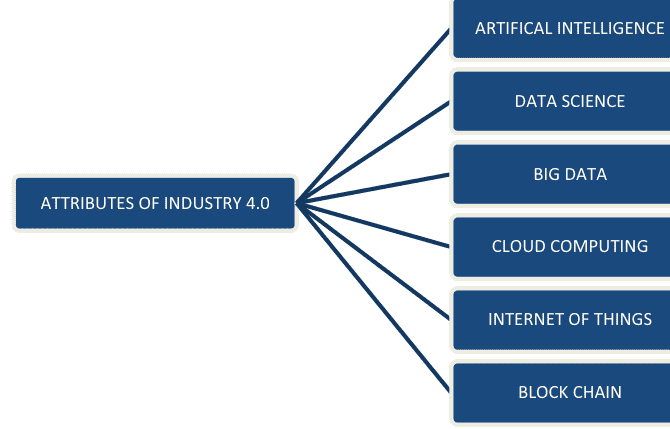 ATTRIBUTES OF INDUSTRY 4.0
ARTIFICAL INTELLIGENCE
DATA SCIENCE
BIG DATA
CLOUD COMPUTING
INTERNET OF THINGS
BLOCK CHAIN